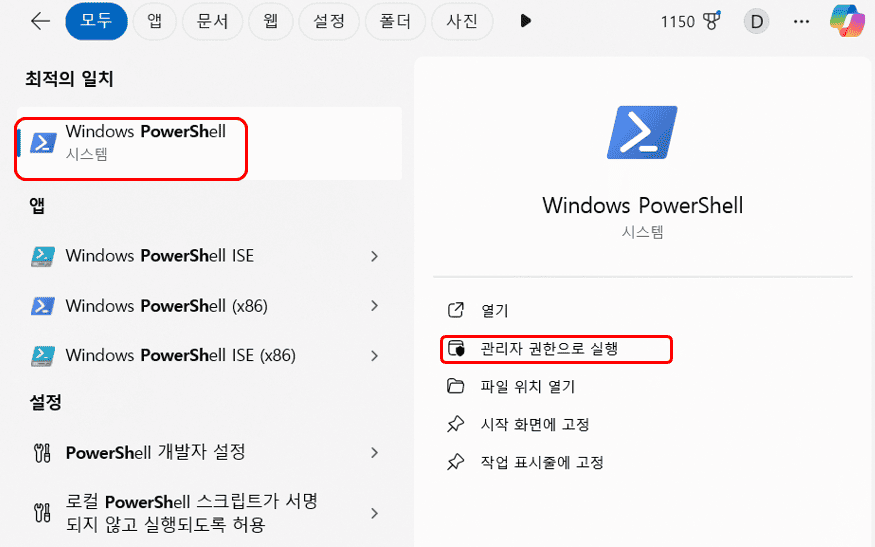 모두 앱 문서 웹 설정 폴더 사진 1150 D
최적의 일치
Windows PowerShell
시스템
앱
Windows PowerShell ISE
Windows PowerShell (x86)
Windows PowerShell ISE (x86)
설정
PowerShell 개발자 설정
로컬 PowerShell 스크립트가 서명
되지 않고 실행되도록 허용
Windows PowerShell
시스템
열기
관리자 권한으로 실행
파일 위치 열기
시작 화면에 고정
작업 표시줄에 고정